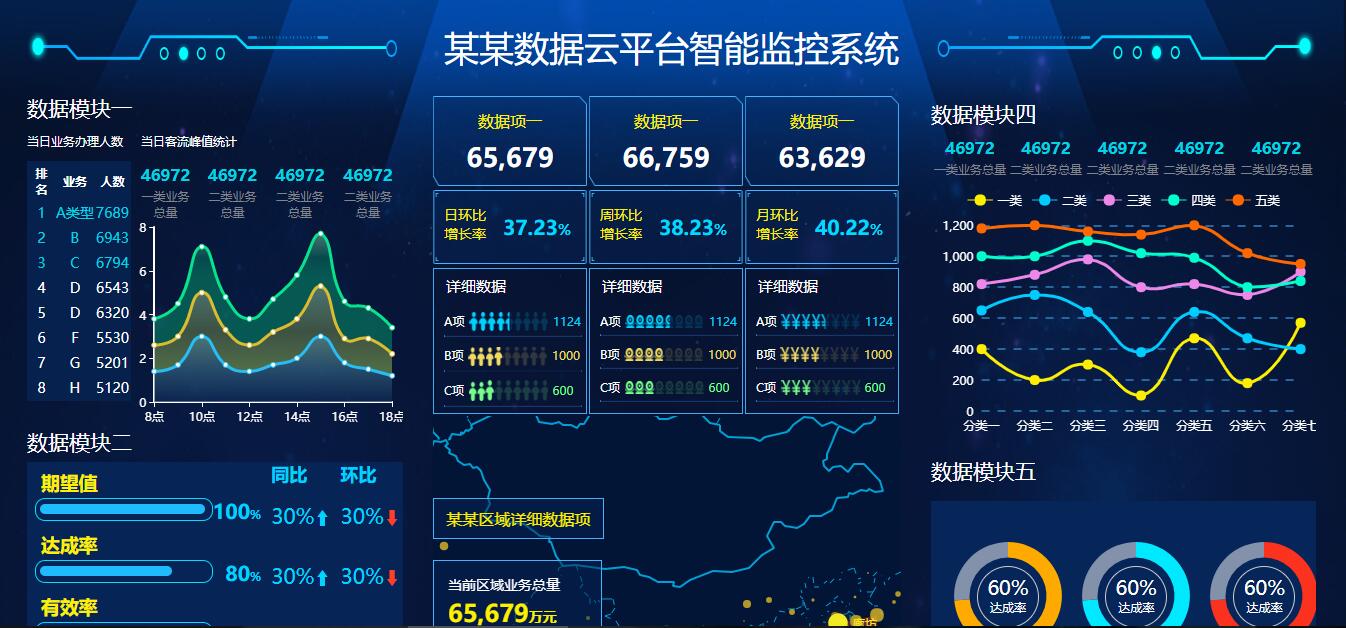 某某数据云平台智能监控系统
数据模块一
当日业务办理人数 当日客流峰值统计
排名 业务 人数
1 A类型 7689
2 B 6943
3 C 6794
4 D 6543
5 D 6320
6 F 5530
7 G 5201
8 H 5120
46972 46972 46972 46972
一类业务总量 二类业务总量 二类业务总量 二类业务总量
8
6
4
2
0
8点 10点 12点 14点 16点 18点
数据模块二
同比 环比
期望值
100% 30% 30%
达成率
80% 30% 30%
有效率
数据项一 数据项一 数据项一
65,679 66,759 63,629
日环比增长率 37.23% 周环比增长率 38.23% 月环比增长率 40.22%
详细数据 详细数据 详细数据
A项 1124 A项 1124 A项 ¥¥¥¥¥¥¥¥¥ 1124
B项 1000 B项 1000 B项 ¥¥¥¥¥¥¥¥ 1000
C项 600 C项 600 C项 ¥¥¥¥¥¥¥¥ 600
某某区域详细数据项
当前区域业务总量
65,679万元
廊坊
数据模块四
46972 46972 46972 46972 46972
一类业务总量 二类业务总量 二类业务总量 二类业务总量 二类业务总量
一类 二类 三类 四类 五类
1,200
1,000
800
600
400
200
0
分类一 分类二 分类三 分类四 分类五 分类六 分类七
数据模块五
60% 60% 60%
达成率 达成率 达成率